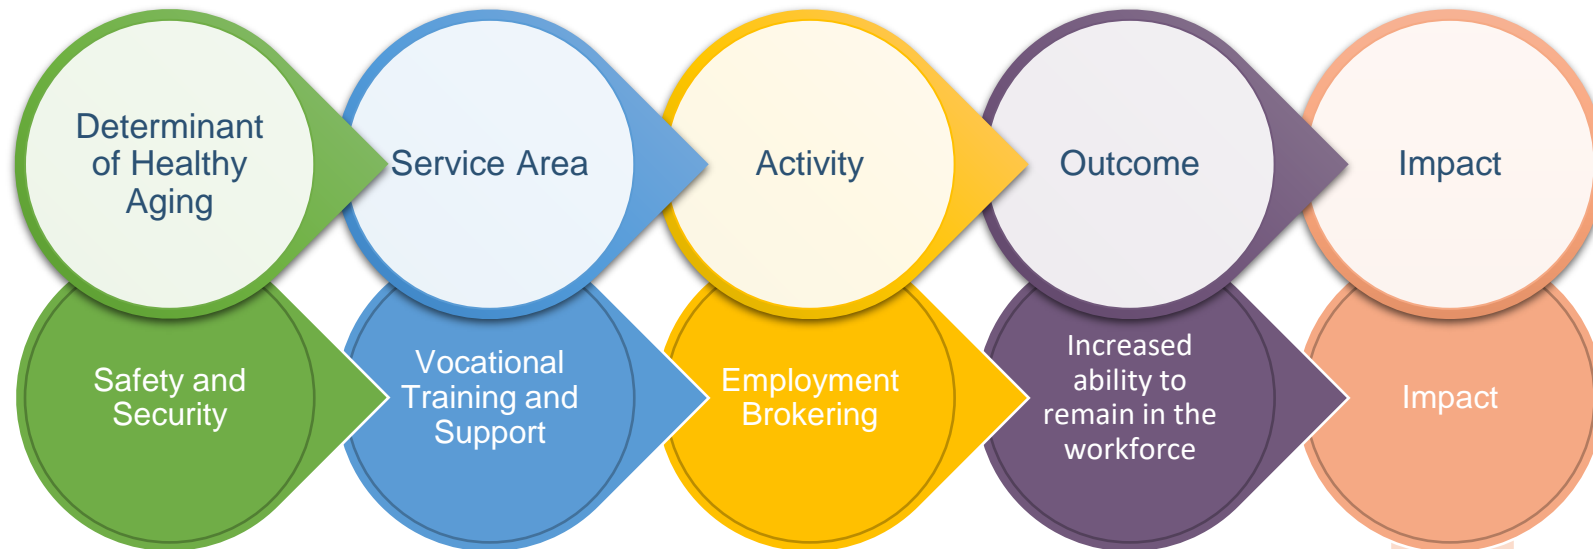 Determinant
of Healthy
Aging
Service Area
Activity
Outcome
Impact
Safety and
Security
Vocational
Training and
Support
Employment
Brokering
Increased
ability to
remain in the
workforce
Impact